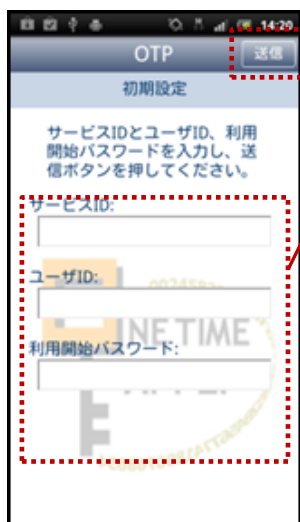 14:20
OTP
送信
初期設定
サービスIDとユーザID、利用
開始パスワードを入力し、送
信ボタンを押してください。
サービスID:
ユーザID:
NE TIME
利用開始パスワード: